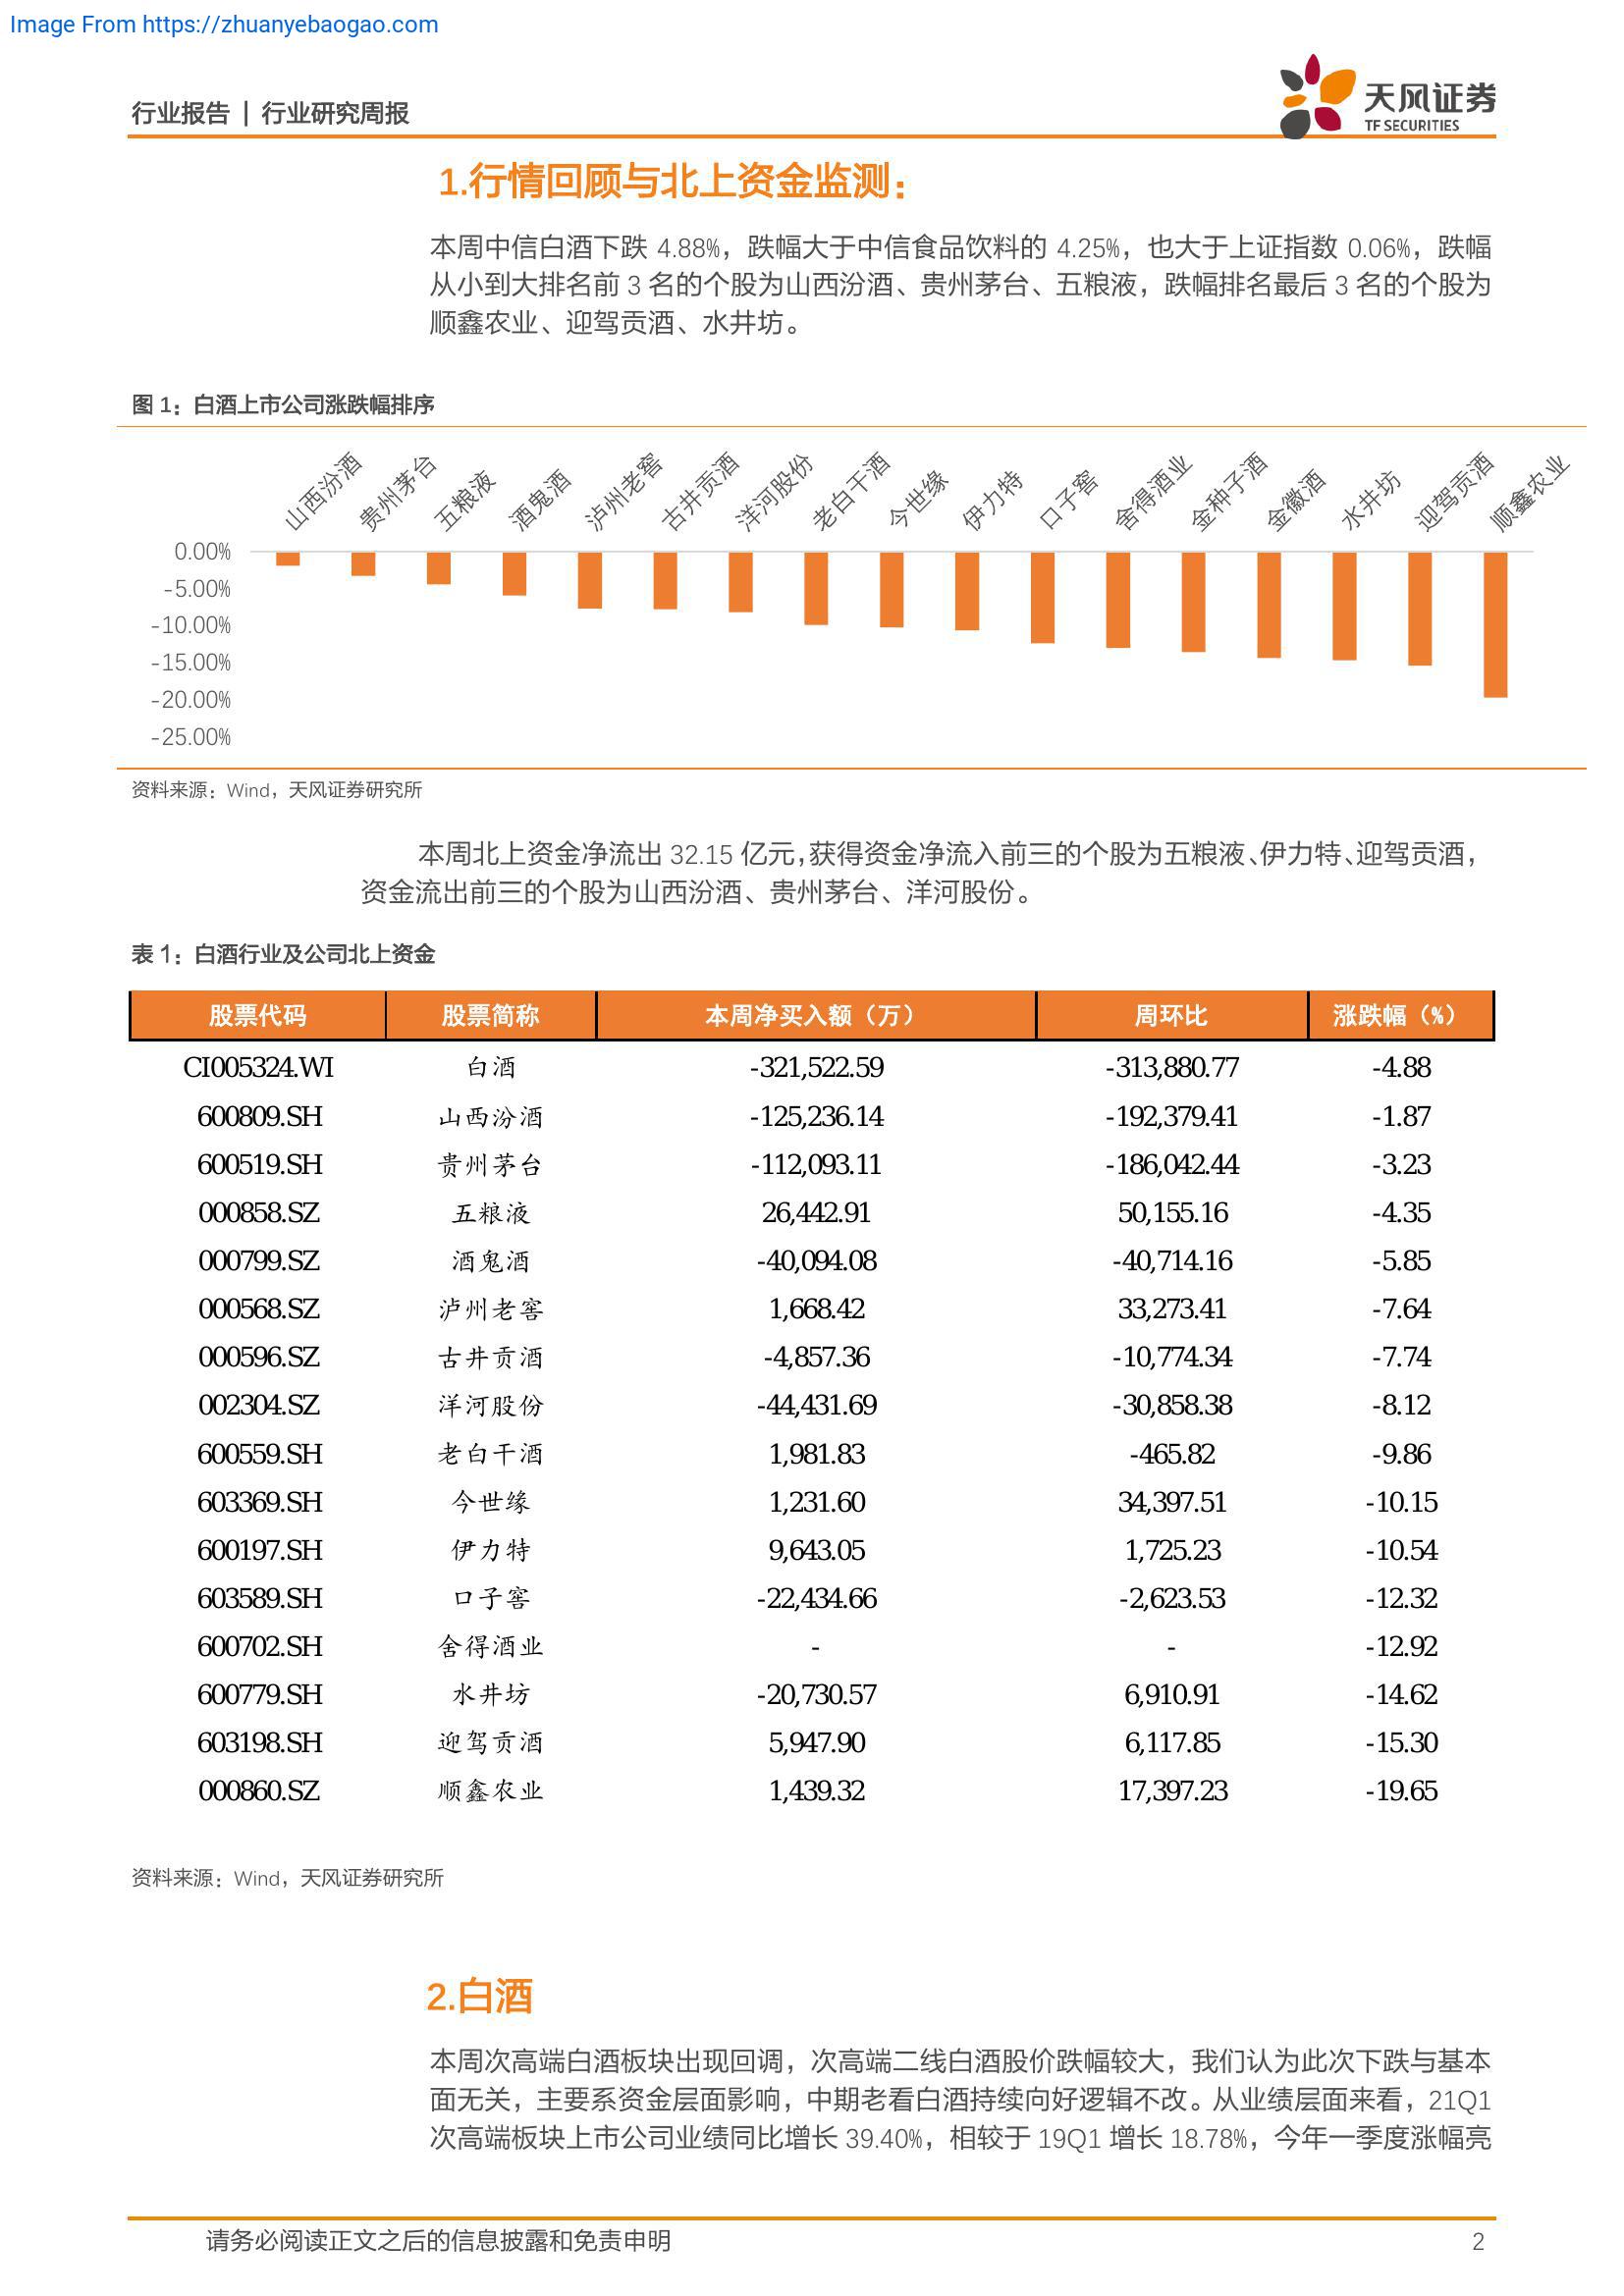 Image From https://zhuanyebaogao.com
行业报告 | 行业研究周报
天风证券
TF SECURITIES
1.行情回顾与北上资金监测：
本周中信白酒下跌 4.88%，跌幅大于中信食品饮料的 4.25%，也大于上证指数 0.06%，跌幅
从小到大排名前 3 名的个股为山西汾酒、贵州茅台、五粮液，跌幅排名最后 3 名的个股为
顺鑫农业、迎驾贡酒、水井坊。
图 1：白酒上市公司涨跌幅排序
山西汾酒 贵州茅台 五粮液 酒鬼酒 泸州老窖 古井贡酒 洋河股份 老白干酒 今世缘 伊力特 口子窖 舍得酒业 金种子酒 金徽酒 水井坊 迎驾贡酒 顺鑫农业
0.00%
-5.00%
-10.00%
-15.00%
-20.00%
-25.00%
资料来源：Wind，天风证券研究所
本周北上资金净流出 32.15 亿元，获得资金净流入前三的个股为五粮液、伊力特、迎驾贡酒，
资金流出前三的个股为山西汾酒、贵州茅台、洋河股份。
表 1：白酒行业及公司北上资金
股票代码 股票简称 本周净买入额（万） 周环比 涨跌幅（%）
CI005324.WI 白酒 -321,522.59 -313,880.77 -4.88
600809.SH 山西汾酒 -125,236.14 -192,379.41 -1.87
600519.SH 贵州茅台 -112,093.11 -186,042.44 -3.23
000858.SZ 五粮液 26,442.91 50,155.16 -4.35
000799.SZ 酒鬼酒 -40,094.08 -40,714.16 -5.85
000568.SZ 泸州老窖 1,668.42 33,273.41 -7.64
000596.SZ 古井贡酒 -4,857.36 -10,774.34 -7.74
002304.SZ 洋河股份 -44,431.69 -30,858.38 -8.12
600559.SH 老白干酒 1,981.83 -465.82 -9.86
603369.SH 今世缘 1,231.60 34,397.51 -10.15
600197.SH 伊力特 9,643.05 1,725.23 -10.54
603589.SH 口子窖 -22,434.66 -2,623.53 -12.32
600702.SH 舍得酒业 - - -12.92
600779.SH 水井坊 -20,730.57 6,910.91 -14.62
603198.SH 迎驾贡酒 5,947.90 6,117.85 -15.30
000860.SZ 顺鑫农业 1,439.32 17,397.23 -19.65
资料来源：Wind，天风证券研究所
2.白酒
本周次高端白酒板块出现回调，次高端二线白酒股价跌幅较大，我们认为此次下跌与基本
面无关，主要系资金层面影响，中期老看白酒持续向好逻辑不改。从业绩层面来看，21Q1
次高端板块上市公司业绩同比增长 39.40%，相较于 19Q1 增长 18.78%，今年一季度涨幅亮
请务必阅读正文之后的信息披露和免责申明
2